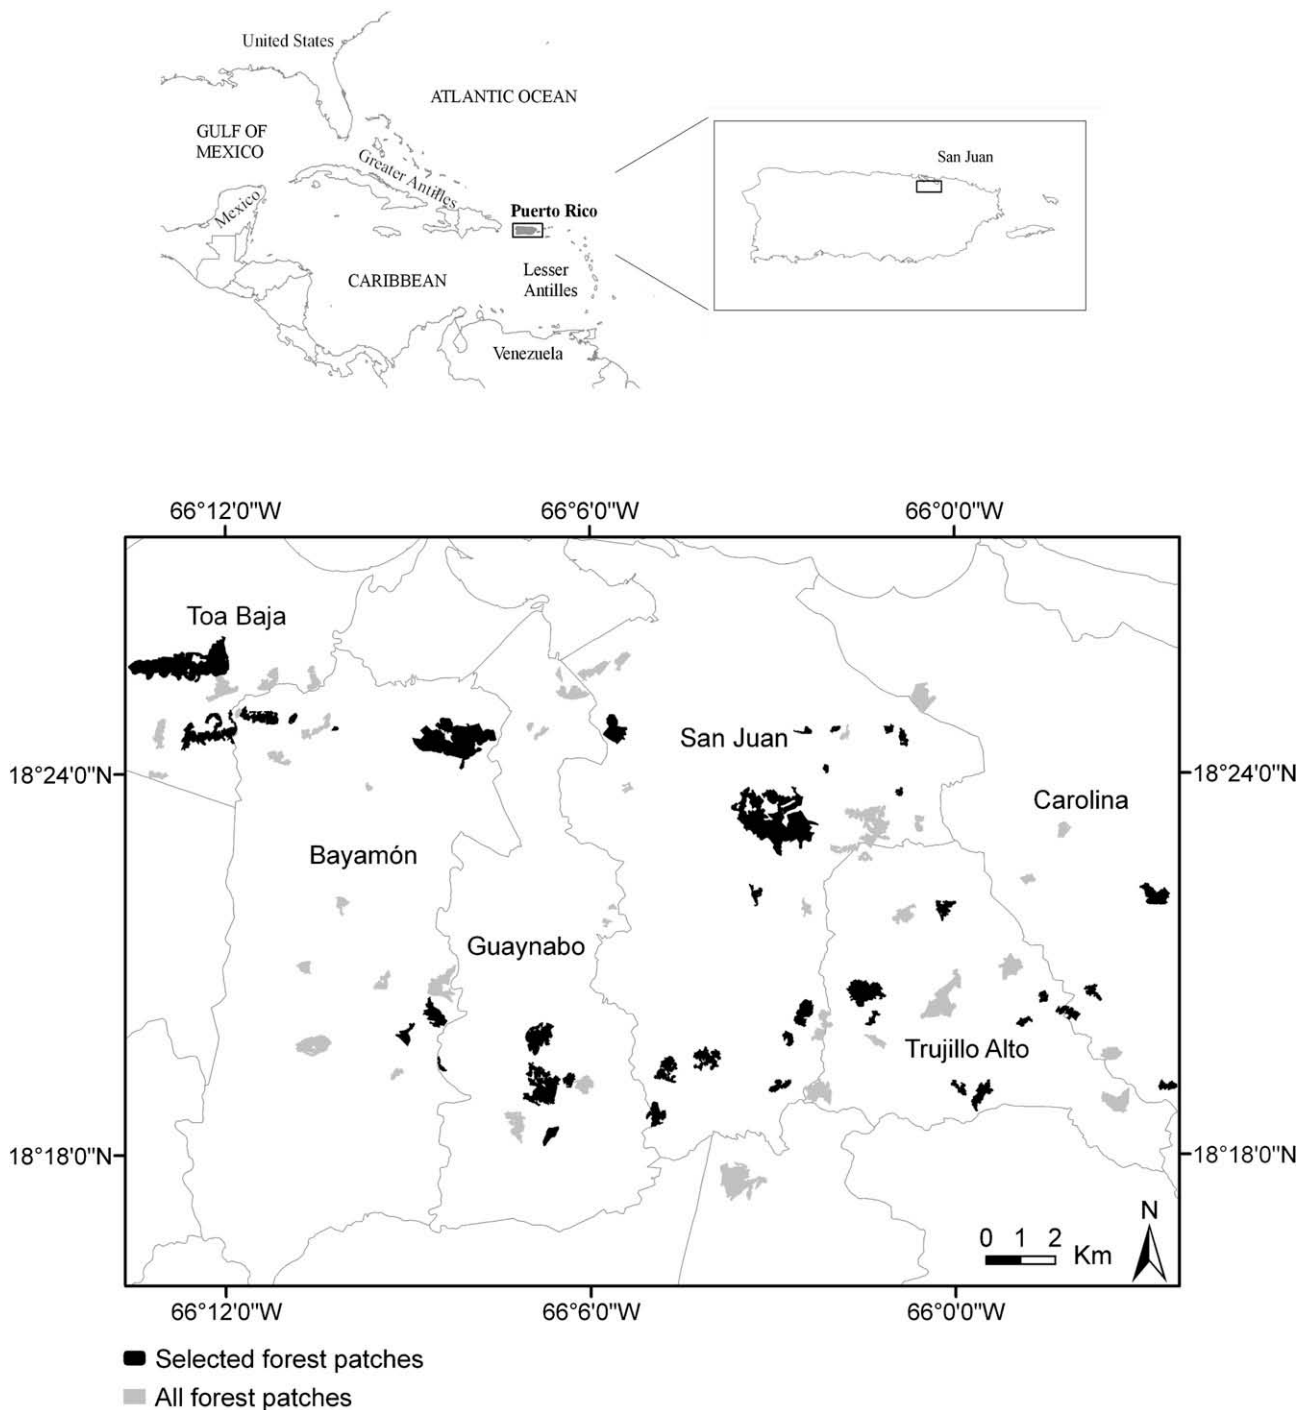 United States
ATLANTIC OCEAN
GULF OF
MEXICO
Greater Antilles
Mexico
Puerto Rico
CARIBBEAN
Lesser
Antilles
Venezuela
San Juan
66°12'0"W
66°6'0"W
66°0'0"W
Toa Baja
San Juan
18°24'0"N
18°24'0"N
Carolina
Bayamón
Guaynabo
Trujillo Alto
18°18'0"N
18°18'0"N
N
0 1 2
Km
66°12'0"W
66°6'0"W
66°0'0"W
Selected forest patches
All forest patches